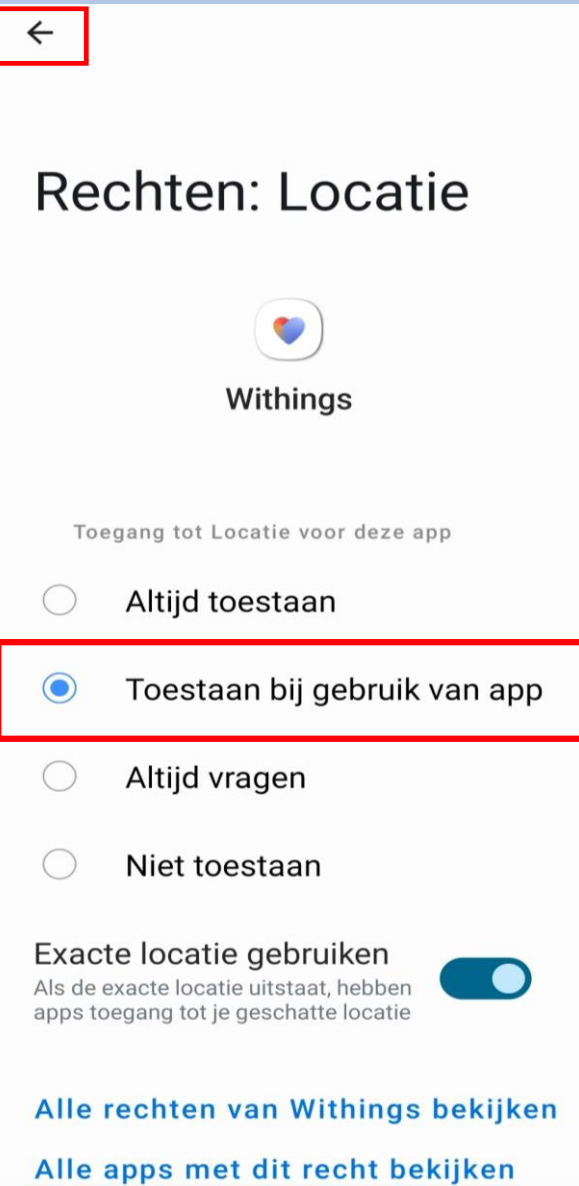 Rechten: Locatie
Withings
Toegang tot Locatie voor deze app
Altijd toestaan
Toestaan bij gebruik van app
Altijd vragen
Niet toestaan
Exacte locatie gebruiken
Als de exacte locatie uitstaat, hebben
apps toegang tot je geschatte locatie
Alle rechten van Withings bekijken
Alle apps met dit recht bekijken